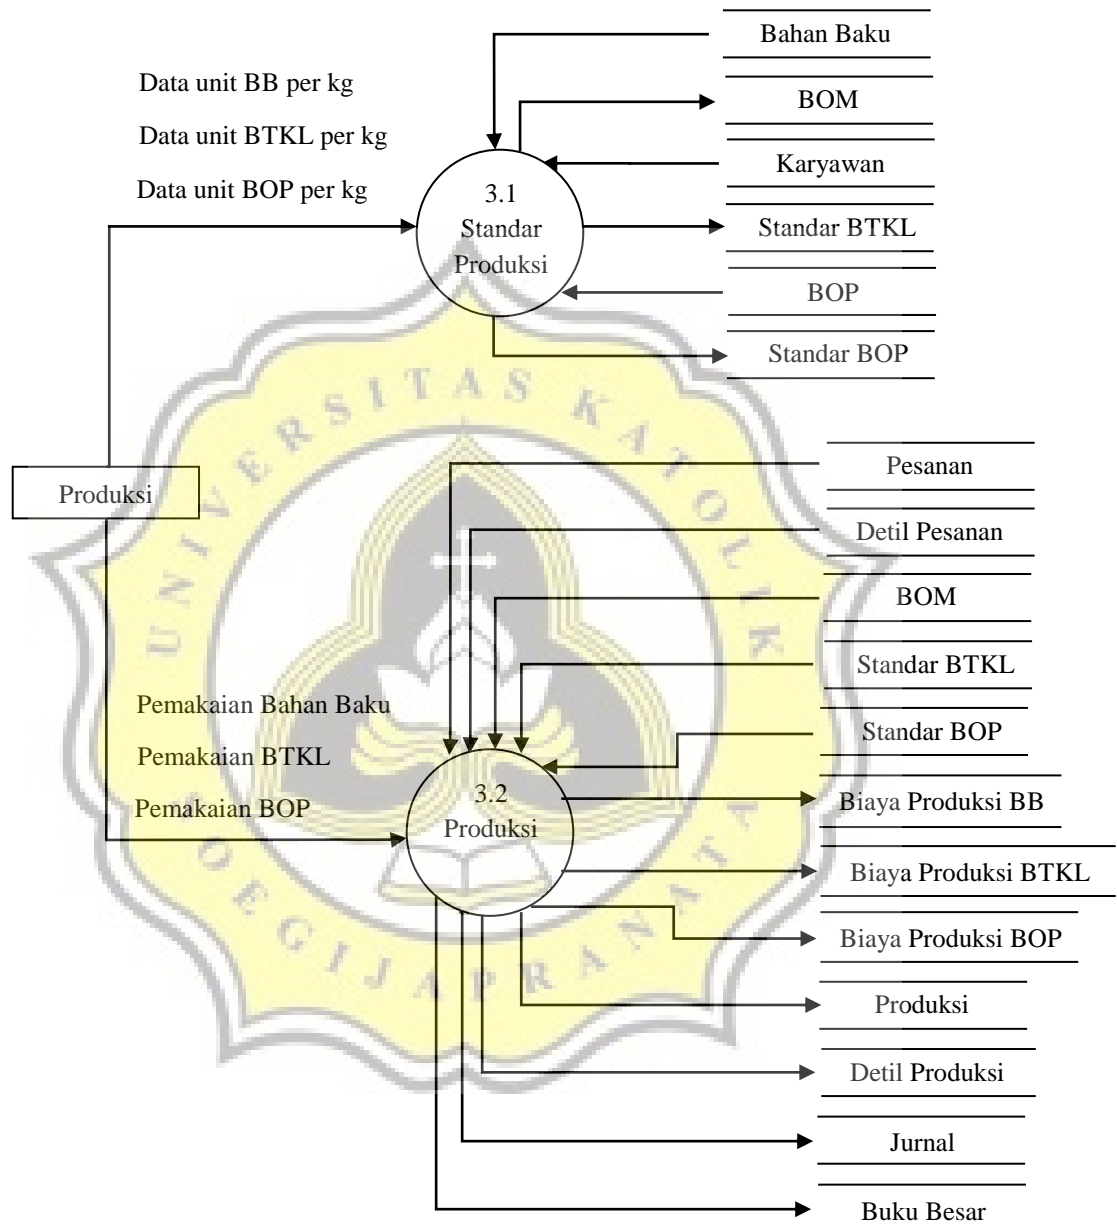 Bahan Baku
Data unit BB per kg
BOM
Data unit BTKL per kg
Karyawan
Data unit BOP per kg
3.1
Standar
Produksi
Standar BTKL
BOP
Standar BOP
UNIVERSITAS KATOLIK
SOEGIJAPRANATA
Produksi
Pesanan
Detil Pesanan
BOM
Standar BTKL
Pemakaian Bahan Baku
Standar BOP
Pemakaian BTKL
Pemakaian BOP
3.2
Produksi
Biaya Produksi BB
Biaya Produksi BTKL
Biaya Produksi BOP
Produksi
Detil Produksi
Jurnal
Buku Besar